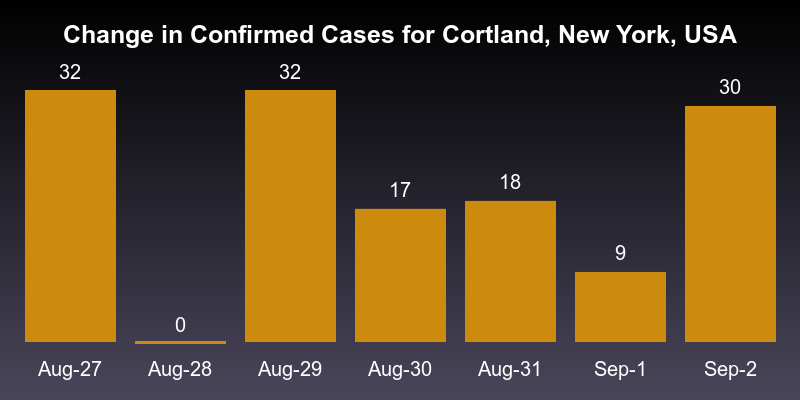 Change in Confirmed Cases for Cortland, New York, USA
32
0
32
17
18
9
30
Aug-27
Aug-28
Aug-29
Aug-30
Aug-31
Sep-1
Sep-2